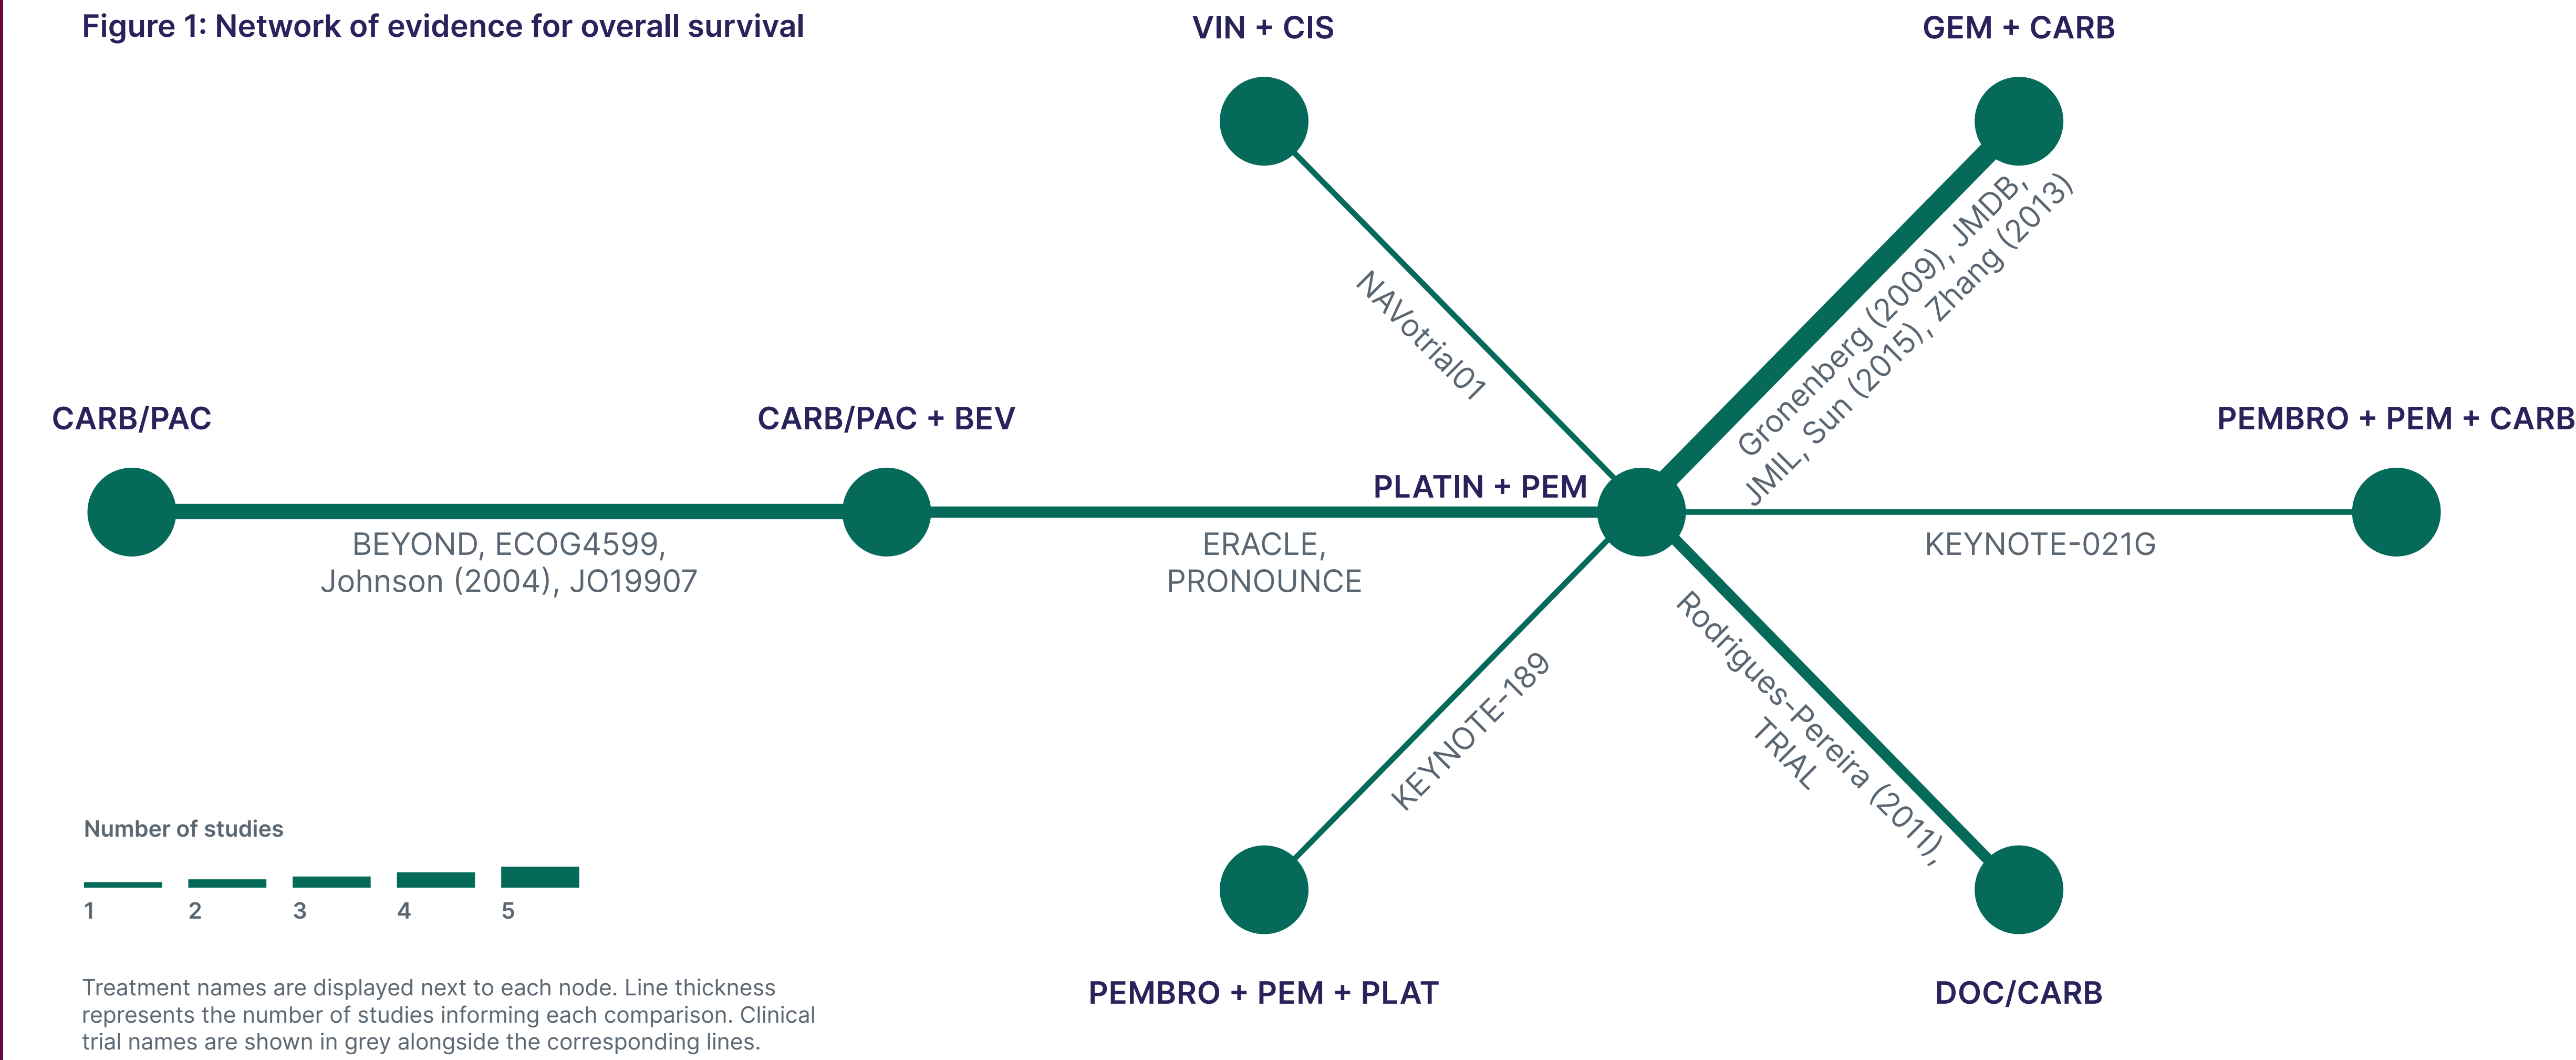 Figure 1: Network of evidence for overall survival
VIN + CIS
GEM + CARB
NAVotrial01
Gronenberg (2009), JMDB,
JMIL, Sun (2015), Zhang (2013)
CARB/PAC
CARB/PAC + BEV
PLATIN + PEM
PEMBRO + PEM + CARB
BEYOND, ECOG4599,
Johnson (2004), JO19907
ERACLE,
PRONOUNCE
KEYNOTE-021G
KEYNOTE-189
Rodrigues-Pereira (2011),
TRIAL
PEMBRO + PEM + PLAT
DOC/CARB
Number of studies
1 2 3 4 5
Treatment names are displayed next to each node. Line thickness
represents the number of studies informing each comparison. Clinical
trial names are shown in grey alongside the corresponding lines.